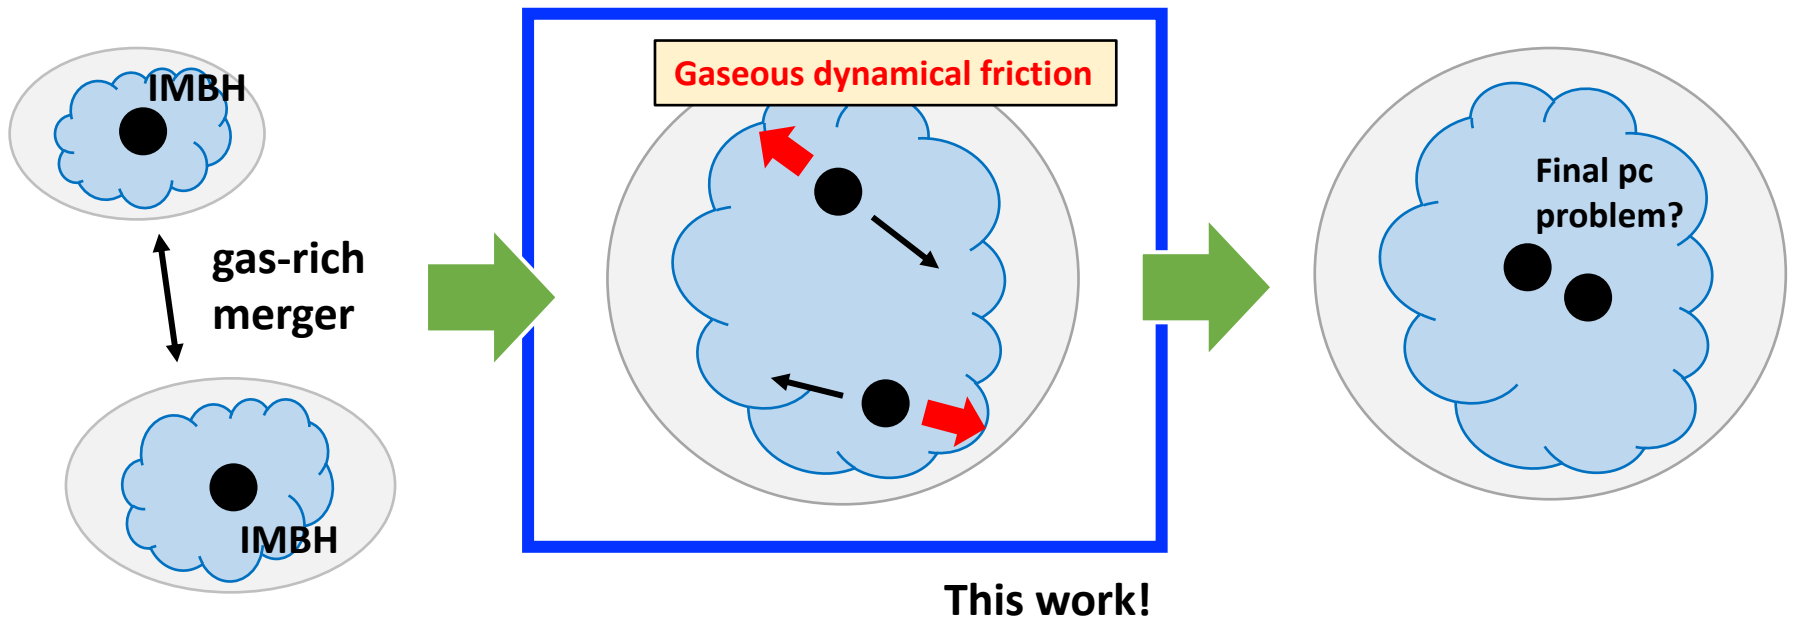 IMBH
gas-rich
merger
IMBH
Gaseous dynamical friction
This work!
Final pc
problem?